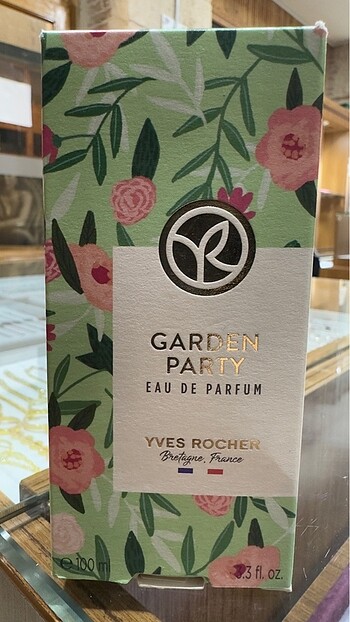 GARDEN
PARTY
EAU DE PARFUM
YVES ROCHER
Bretagne, France
℮ 100 ml
3.3 fl. oz.